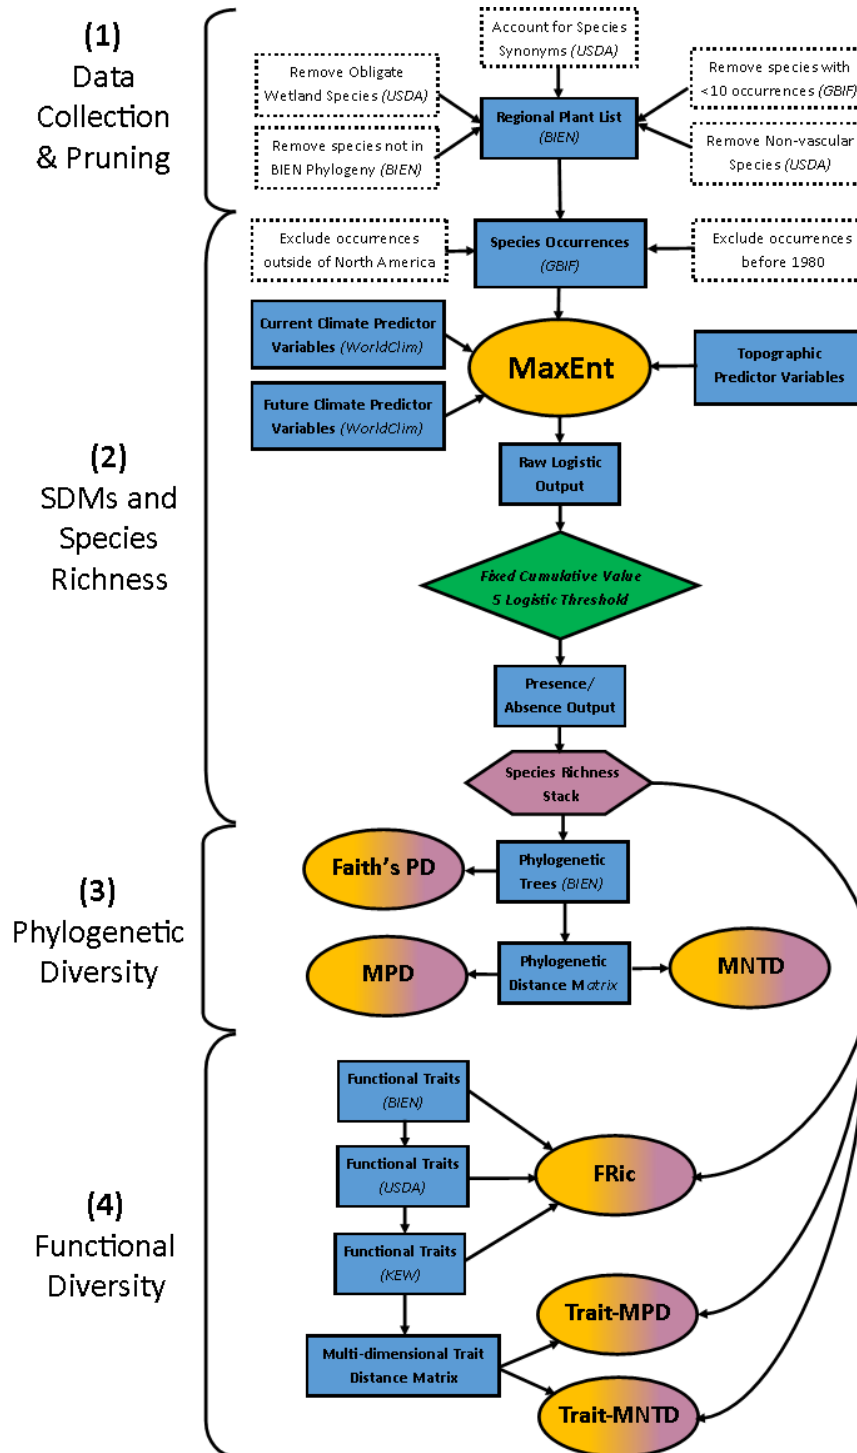 (1)
Data
Collection
& Pruning
Account for Species
Synonyms (USDA)
Remove Obligate
Wetland Species (USDA)
Remove species with
<10 occurrences (GBIF)
Regional Plant List
(BIEN)
Remove species not in
BIEN Phylogeny (BIEN)
Remove Non-vascular
Species (USDA)
(2)
SDMs and
Species
Richness
Exclude occurrences
outside of North America
Species Occurrences
(GBIF)
Exclude occurrences
before 1980
Current Climate Predictor
Variables (WorldClim)
MaxEnt
Topographic
Predictor Variables
Future Climate Predictor
Variables (WorldClim)
Raw Logistic
Output
Fixed Cumulative Value
5 Logistic Threshold
Presence/
Absence Output
Species Richness
Stack
(3)
Phylogenetic
Diversity
Faith's PD
Phylogenetic
Trees (BIEN)
MPD
Phylogenetic
Distance Matrix
MNTD
(4)
Functional
Diversity
Functional Traits
(BIEN)
Functional Traits
(USDA)
FRic
Functional Traits
(KEW)
Trait-MPD
Multi-dimensional Trait
Distance Matrix
Trait-MNTD